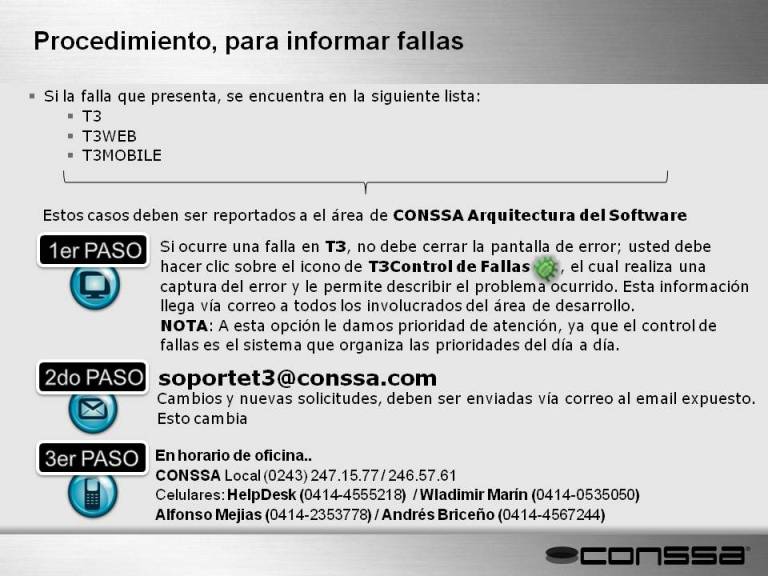 Procedimiento, para informar fallas
▪ Si la falla que presenta, se encuentra en la siguiente lista:
▪ T3
▪ T3WEB
▪ T3MOBILE
Estos casos deben ser reportados a el área de CONSSA Arquitectura del Software
1er PASO
Si ocurre una falla en T3, no debe cerrar la pantalla de error; usted debe
hacer clic sobre el icono de T3Control de Fallas , el cual realiza una
captura del error y le permite describir el problema ocurrido. Esta información
llega vía correo a todos los involucrados del área de desarrollo.
NOTA: A esta opción le damos prioridad de atención, ya que el control de
fallas es el sistema que organiza las prioridades del día a día.
2do PASO
soportet3@conssa.com
Cambios y nuevas solicitudes, deben ser enviadas vía correo al email expuesto.
Esto cambia
3er PASO
En horario de oficina..
CONSSA Local (0243) 247.15.77 / 246.57.61
Celulares: HelpDesk (0414-4555218) / Wladimir Marín (0414-0535050)
Alfonso Mejias (0414-2353778) / Andrés Briceño (0414-4567244)
conssa